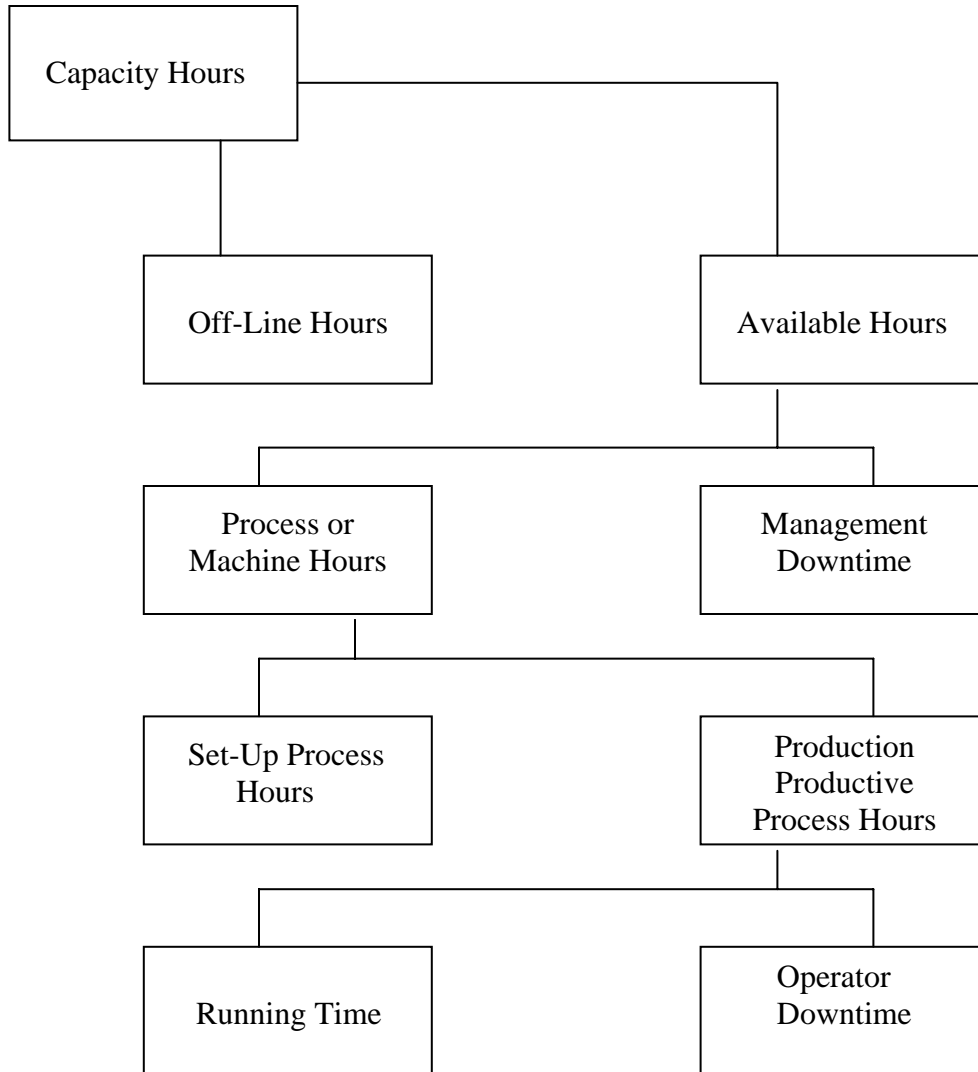 Capacity Hours
Off-Line Hours
Available Hours
Process or
Machine Hours
Management
Downtime
Set-Up Process
Hours
Production
Productive
Process Hours
Running Time
Operator
Downtime